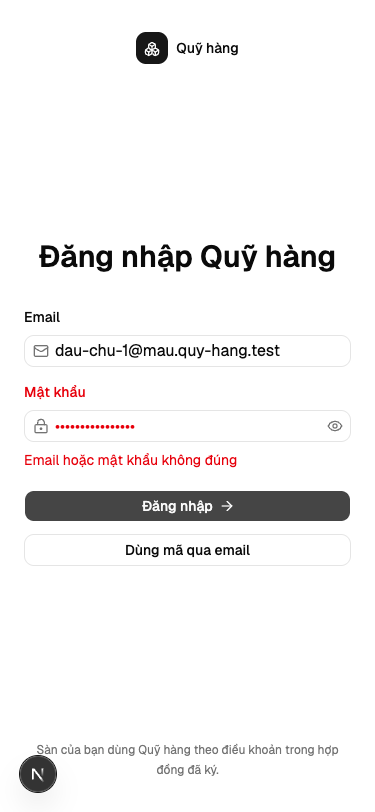 Quỹ hàng
Đăng nhập Quỹ hàng
Email
dau-chu-1@mau.quy-hang.test
Mật khẩu
••••••••••••••••
Email hoặc mật khẩu không đúng
Đăng nhập →
Dùng mã qua email
Sàn của bạn dùng Quỹ hàng theo điều khoản trong hợp
đồng đã ký.
N